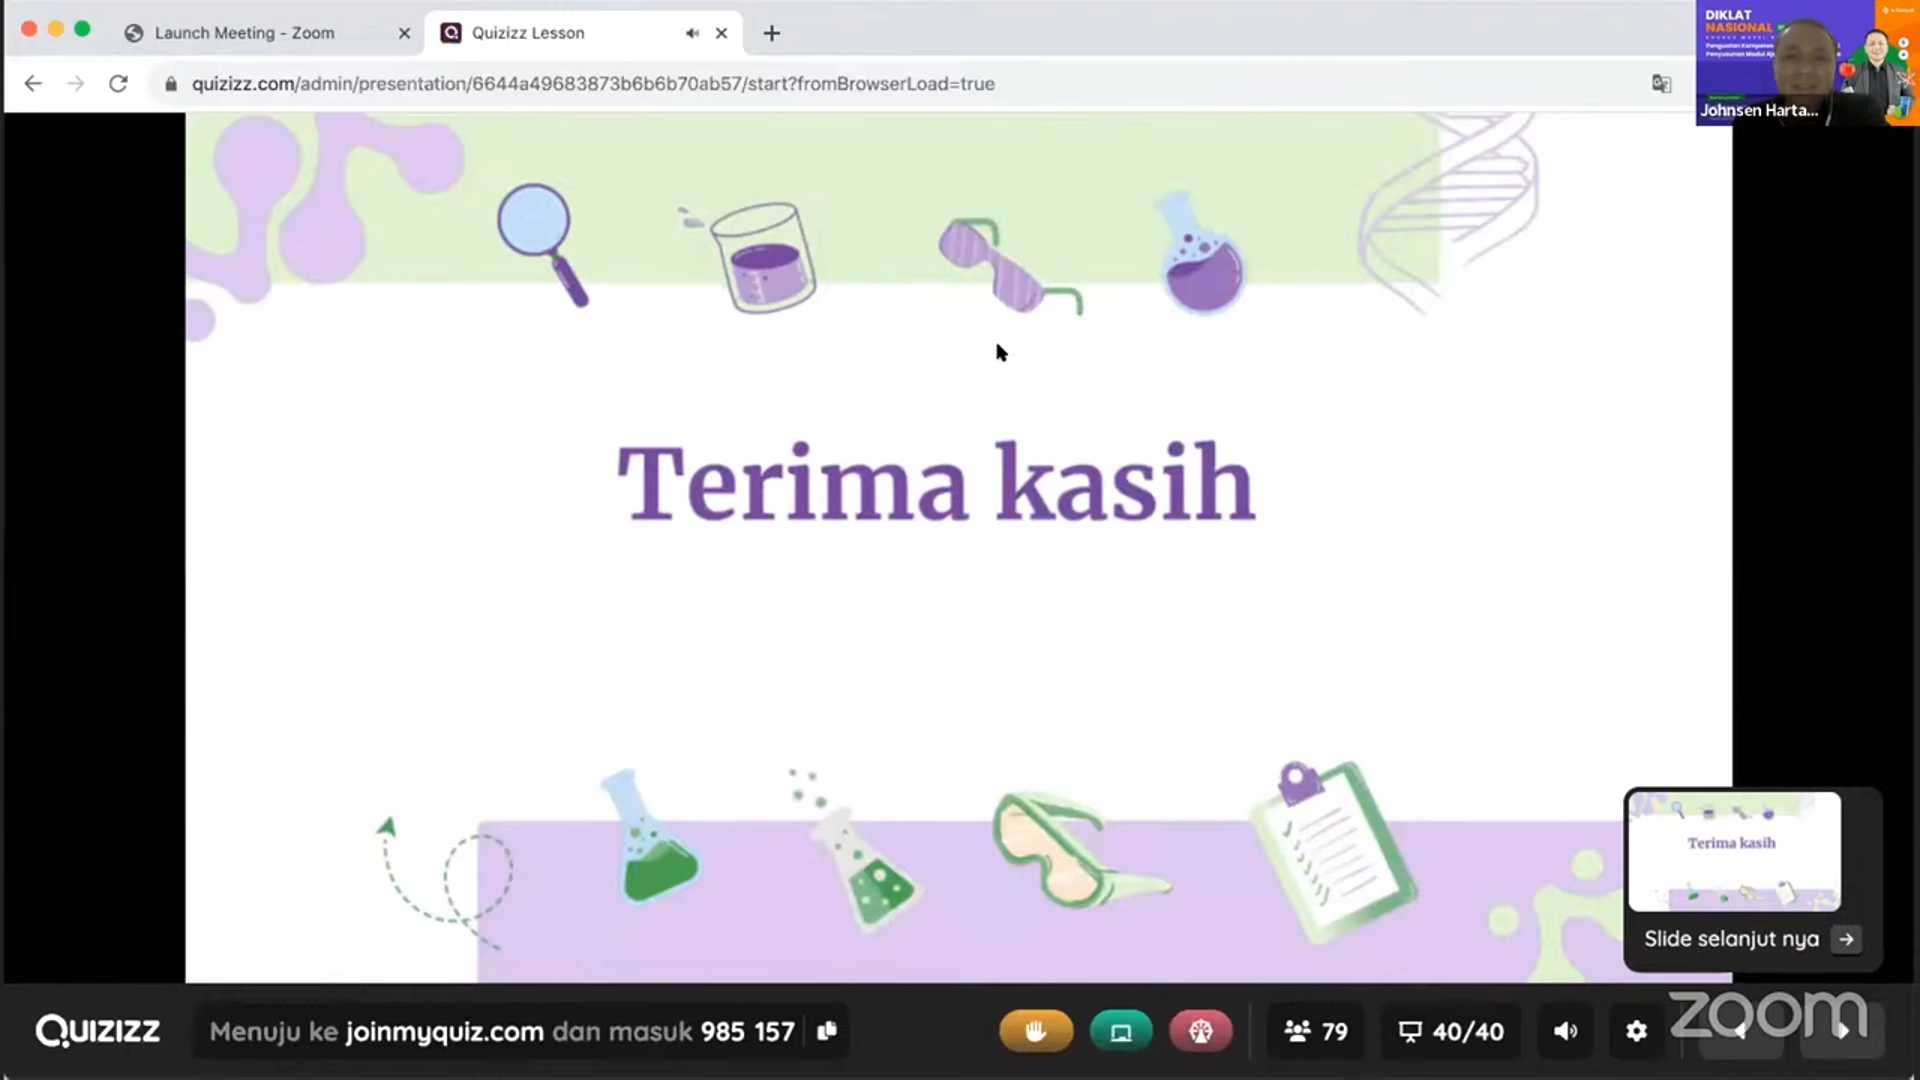 Launch Meeting - Zoom
Quizizz Lesson
quizizz.com/admin/presentation/6644a49683873b6b6b70ab57/start?fromBrowserLoad=true
DIKLAT
NASIONAL
Johnsen Harta...
Terima kasih
Terima kasih
Slide selanjut nya
QUIZIZZ
Menuju ke joinmyquiz.com dan masuk 985 157
79
40/40
zoom